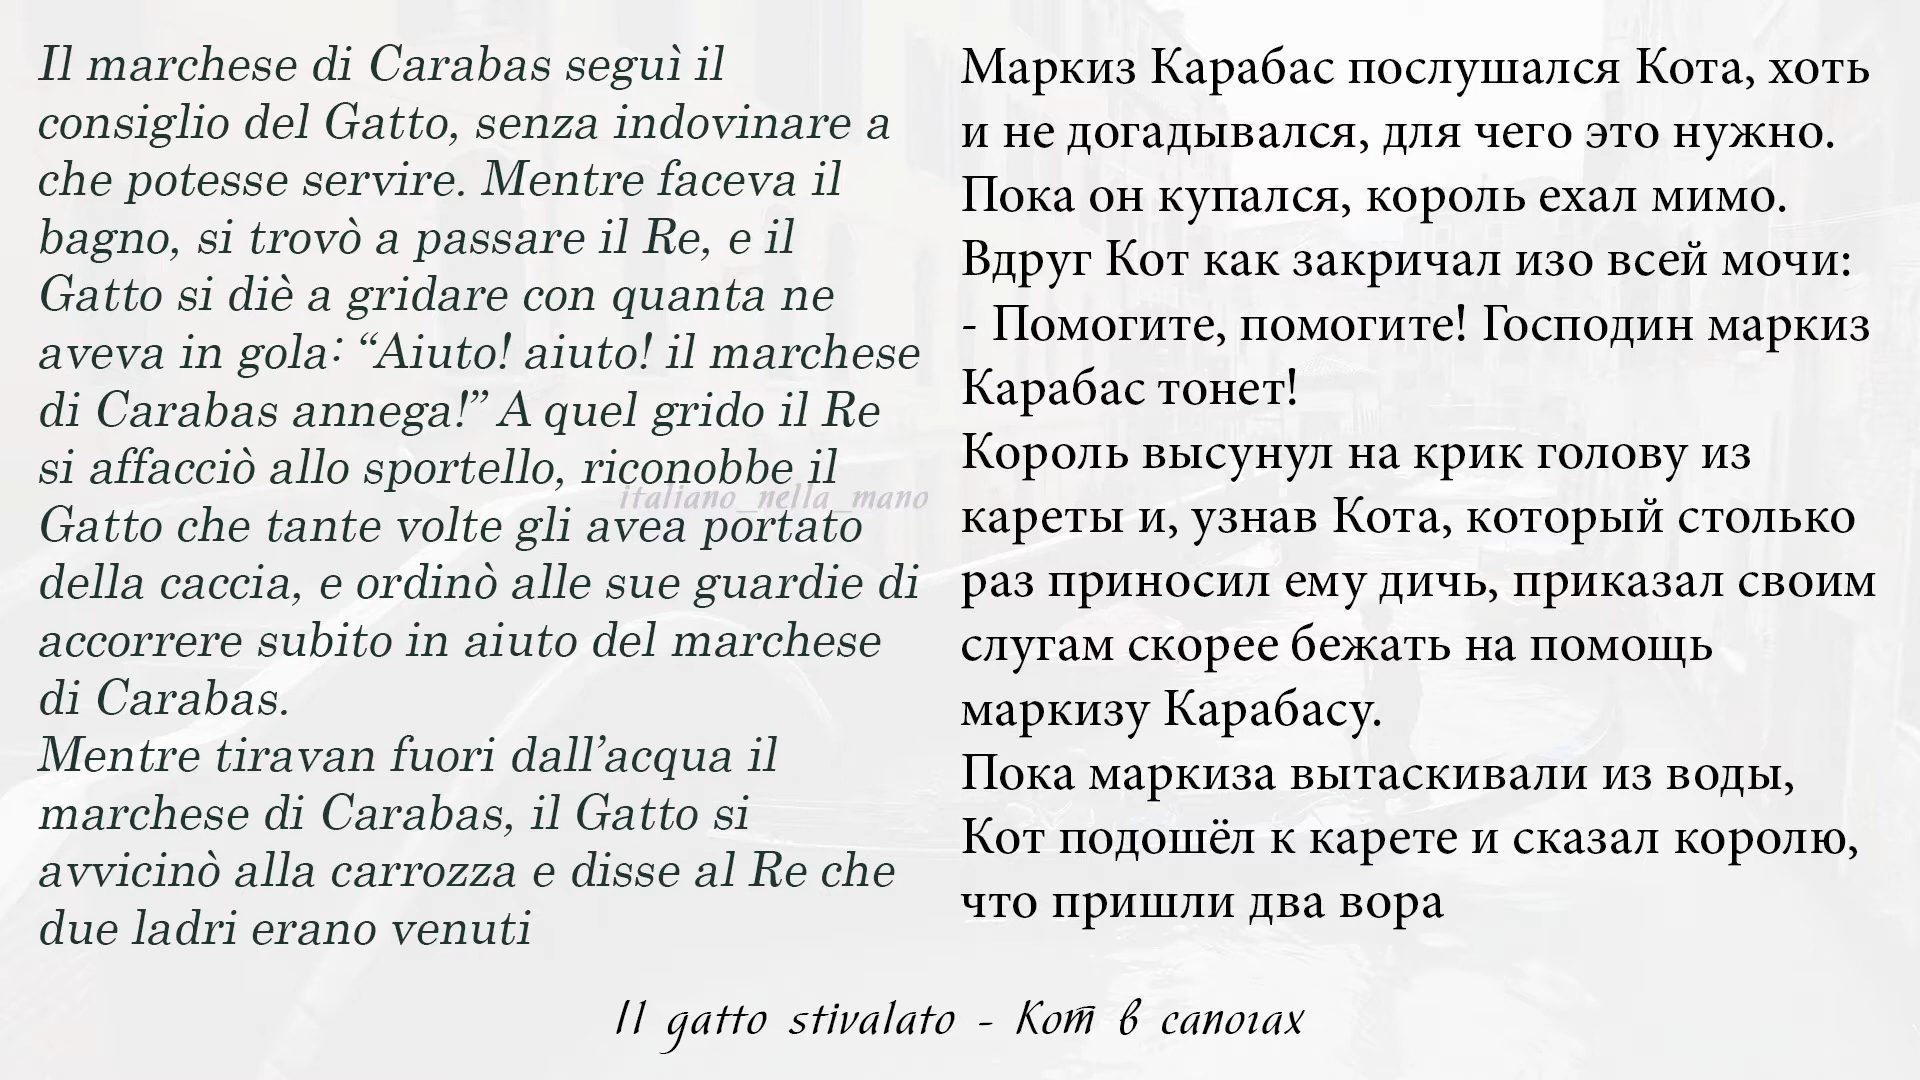 Il marchese di Carabas seguì il
consiglio del Gatto, senza indovinare a
che potesse servire. Mentre faceva il
bagno, si trovò a passare il Re, e il
Gatto si diè a gridare con quanta ne
aveva in gola: “Aiuto! aiuto! il marchese
di Carabas annega!” A quel grido il Re
si affacciò allo sportello, riconobbe il
Gatto che tante volte gli avea portato
della caccia, e ordinò alle sue guardie di
accorrere subito in aiuto del marchese
di Carabas.
Mentre tiravan fuori dall’acqua il
marchese di Carabas, il Gatto si
avvicinò alla carrozza e disse al Re che
due ladri erano venuti
italiano_nella_mano
Маркиз Карабас послушался Кота, хоть
и не догадывался, для чего это нужно.
Пока он купался, король ехал мимо.
Вдруг Кот как закричал изо всей мочи:
- Помогите, помогите! Господин маркиз
Карабас тонет!
Король высунул на крик голову из
кареты и, узнав Кота, который столько
раз приносил ему дичь, приказал своим
слугам скорее бежать на помощь
маркизу Карабасу.
Пока маркиза вытаскивали из воды,
Кот подошёл к карете и сказал королю,
что пришли два вора
Il gatto stivalato - Кот в сапогах